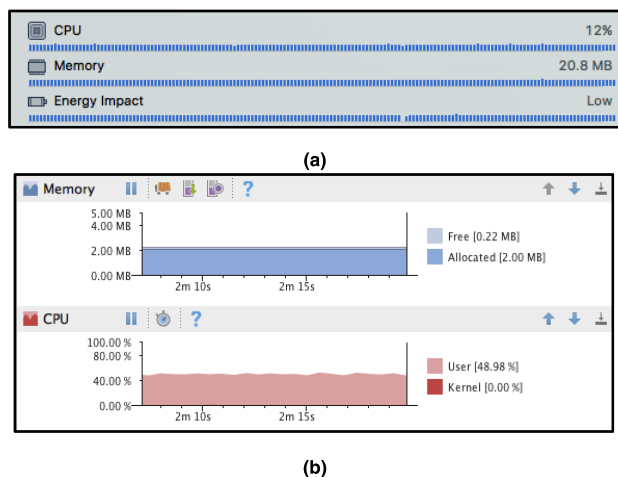 CPU 12%
Memory 20.8 MB
Energy Impact Low
(a)
Memory ?
5.00 MB
4.00 MB
2.00 MB
0.00 MB
2m 10s 2m 15s
Free [0.22 MB]
Allocated [2.00 MB]
CPU ?
100.00 %
80.00 %
40.00 %
0.00 %
2m 10s 2m 15s
User [48.98 %]
Kernel [0.00 %]
(b)